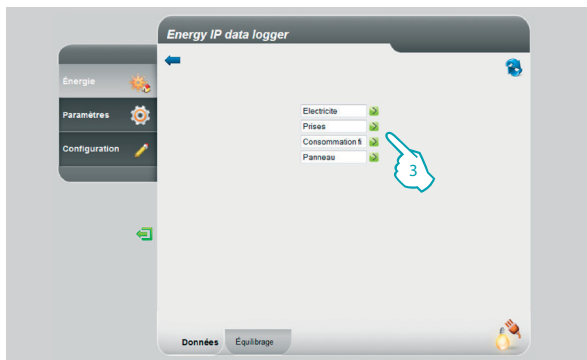 Energy IP data logger
Énergie
Paramètres
Configuration
Electricite
Prises
Consommation fi
Panneau
3
Données
Équilibrage